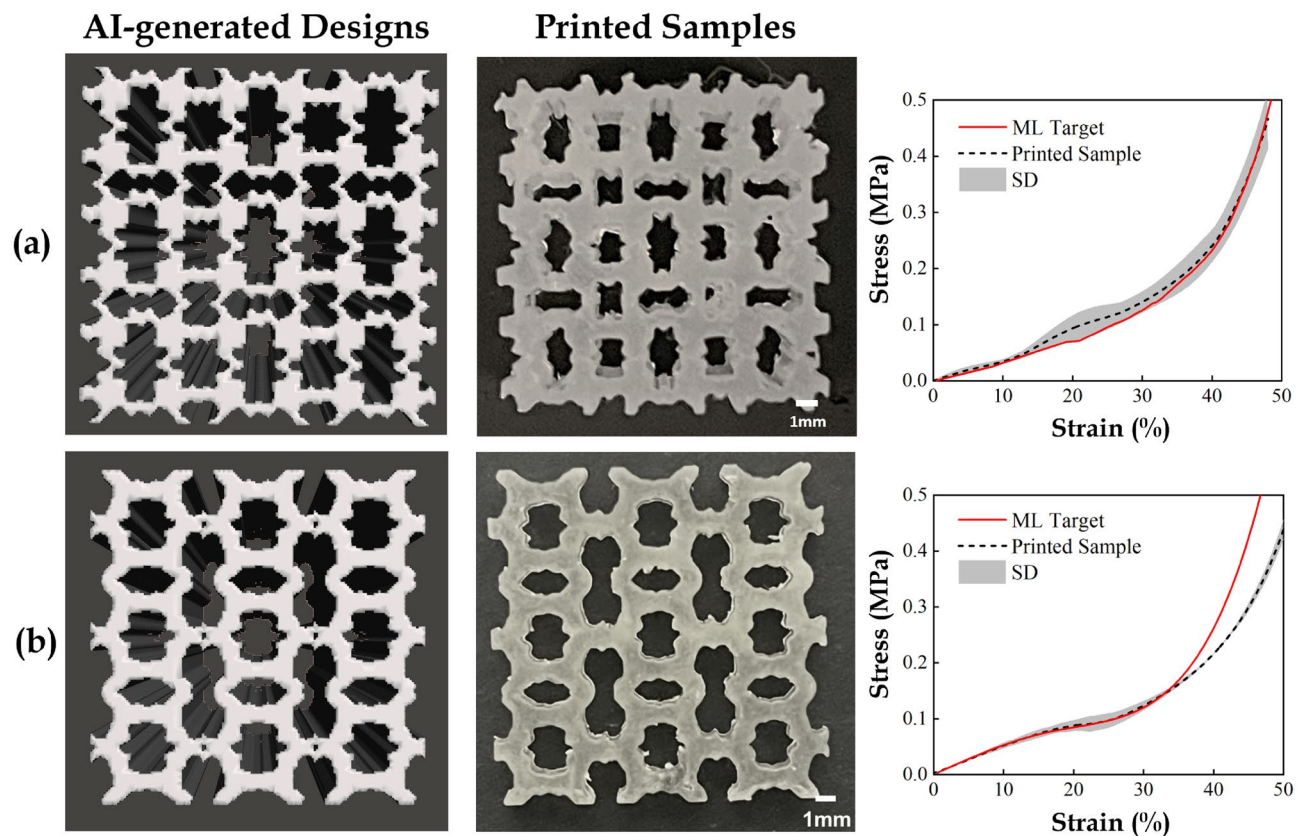 AI-generated Designs
Printed Samples
(a)
1mm
0.5
0.3
0.2
0.1
0.0
0
10
20
30
40
50
Stress (MPa)
Strain (%)
ML Target
Printed Sample
SD
(b)
1mm
0.5
0.4
0.3
0.2
0.1
0.0
0
10
20
30
40
50
Stress (MPa)
Strain (%)
ML Target
Printed Sample
SD